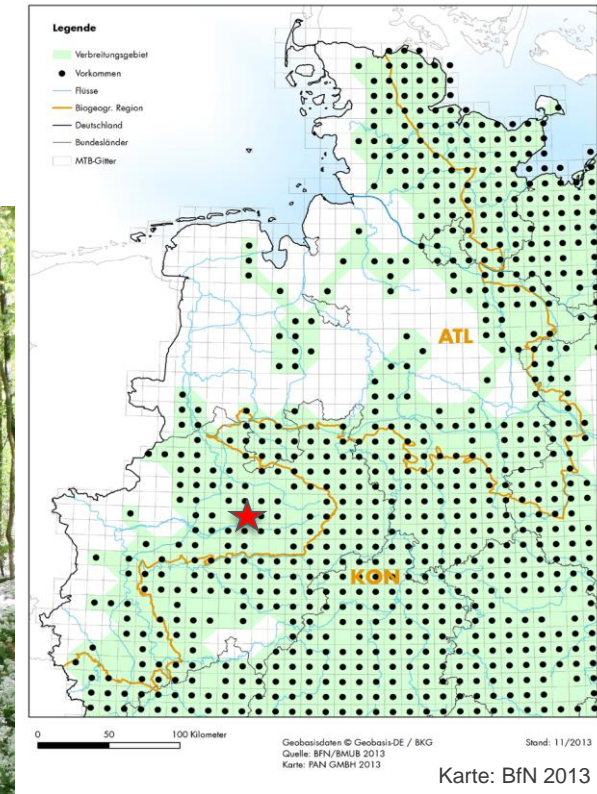 Legende
Verbreitungsgebiet
Vorkommen
Flüsse
Biogeogr. Region
Deutschland
Bundesländer
MTB-Gitter
ATL
KON
0 50 100 Kilometer
Geobasisdaten © Geobasis-DE / BKG
Quelle: BFN/BMUB 2013
Karte: PAN GMBH 2013
Stand: 11/2013
Karte: BfN 2013